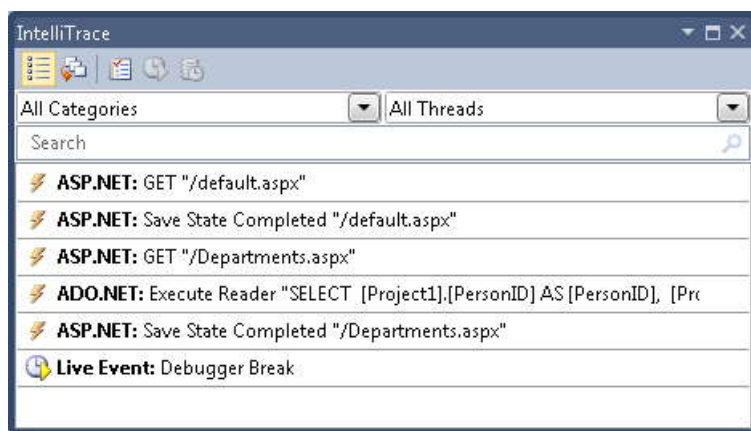 IntelliTrace
All Categories All Threads
Search
ASP.NET: GET "/default.aspx"
ASP.NET: Save State Completed "/default.aspx"
ASP.NET: GET "/Departments.aspx"
ADO.NET: Execute Reader "SELECT [Project1].[PersonID] AS [PersonID], [Pro
ASP.NET: Save State Completed "/Departments.aspx"
Live Event: Debugger Break